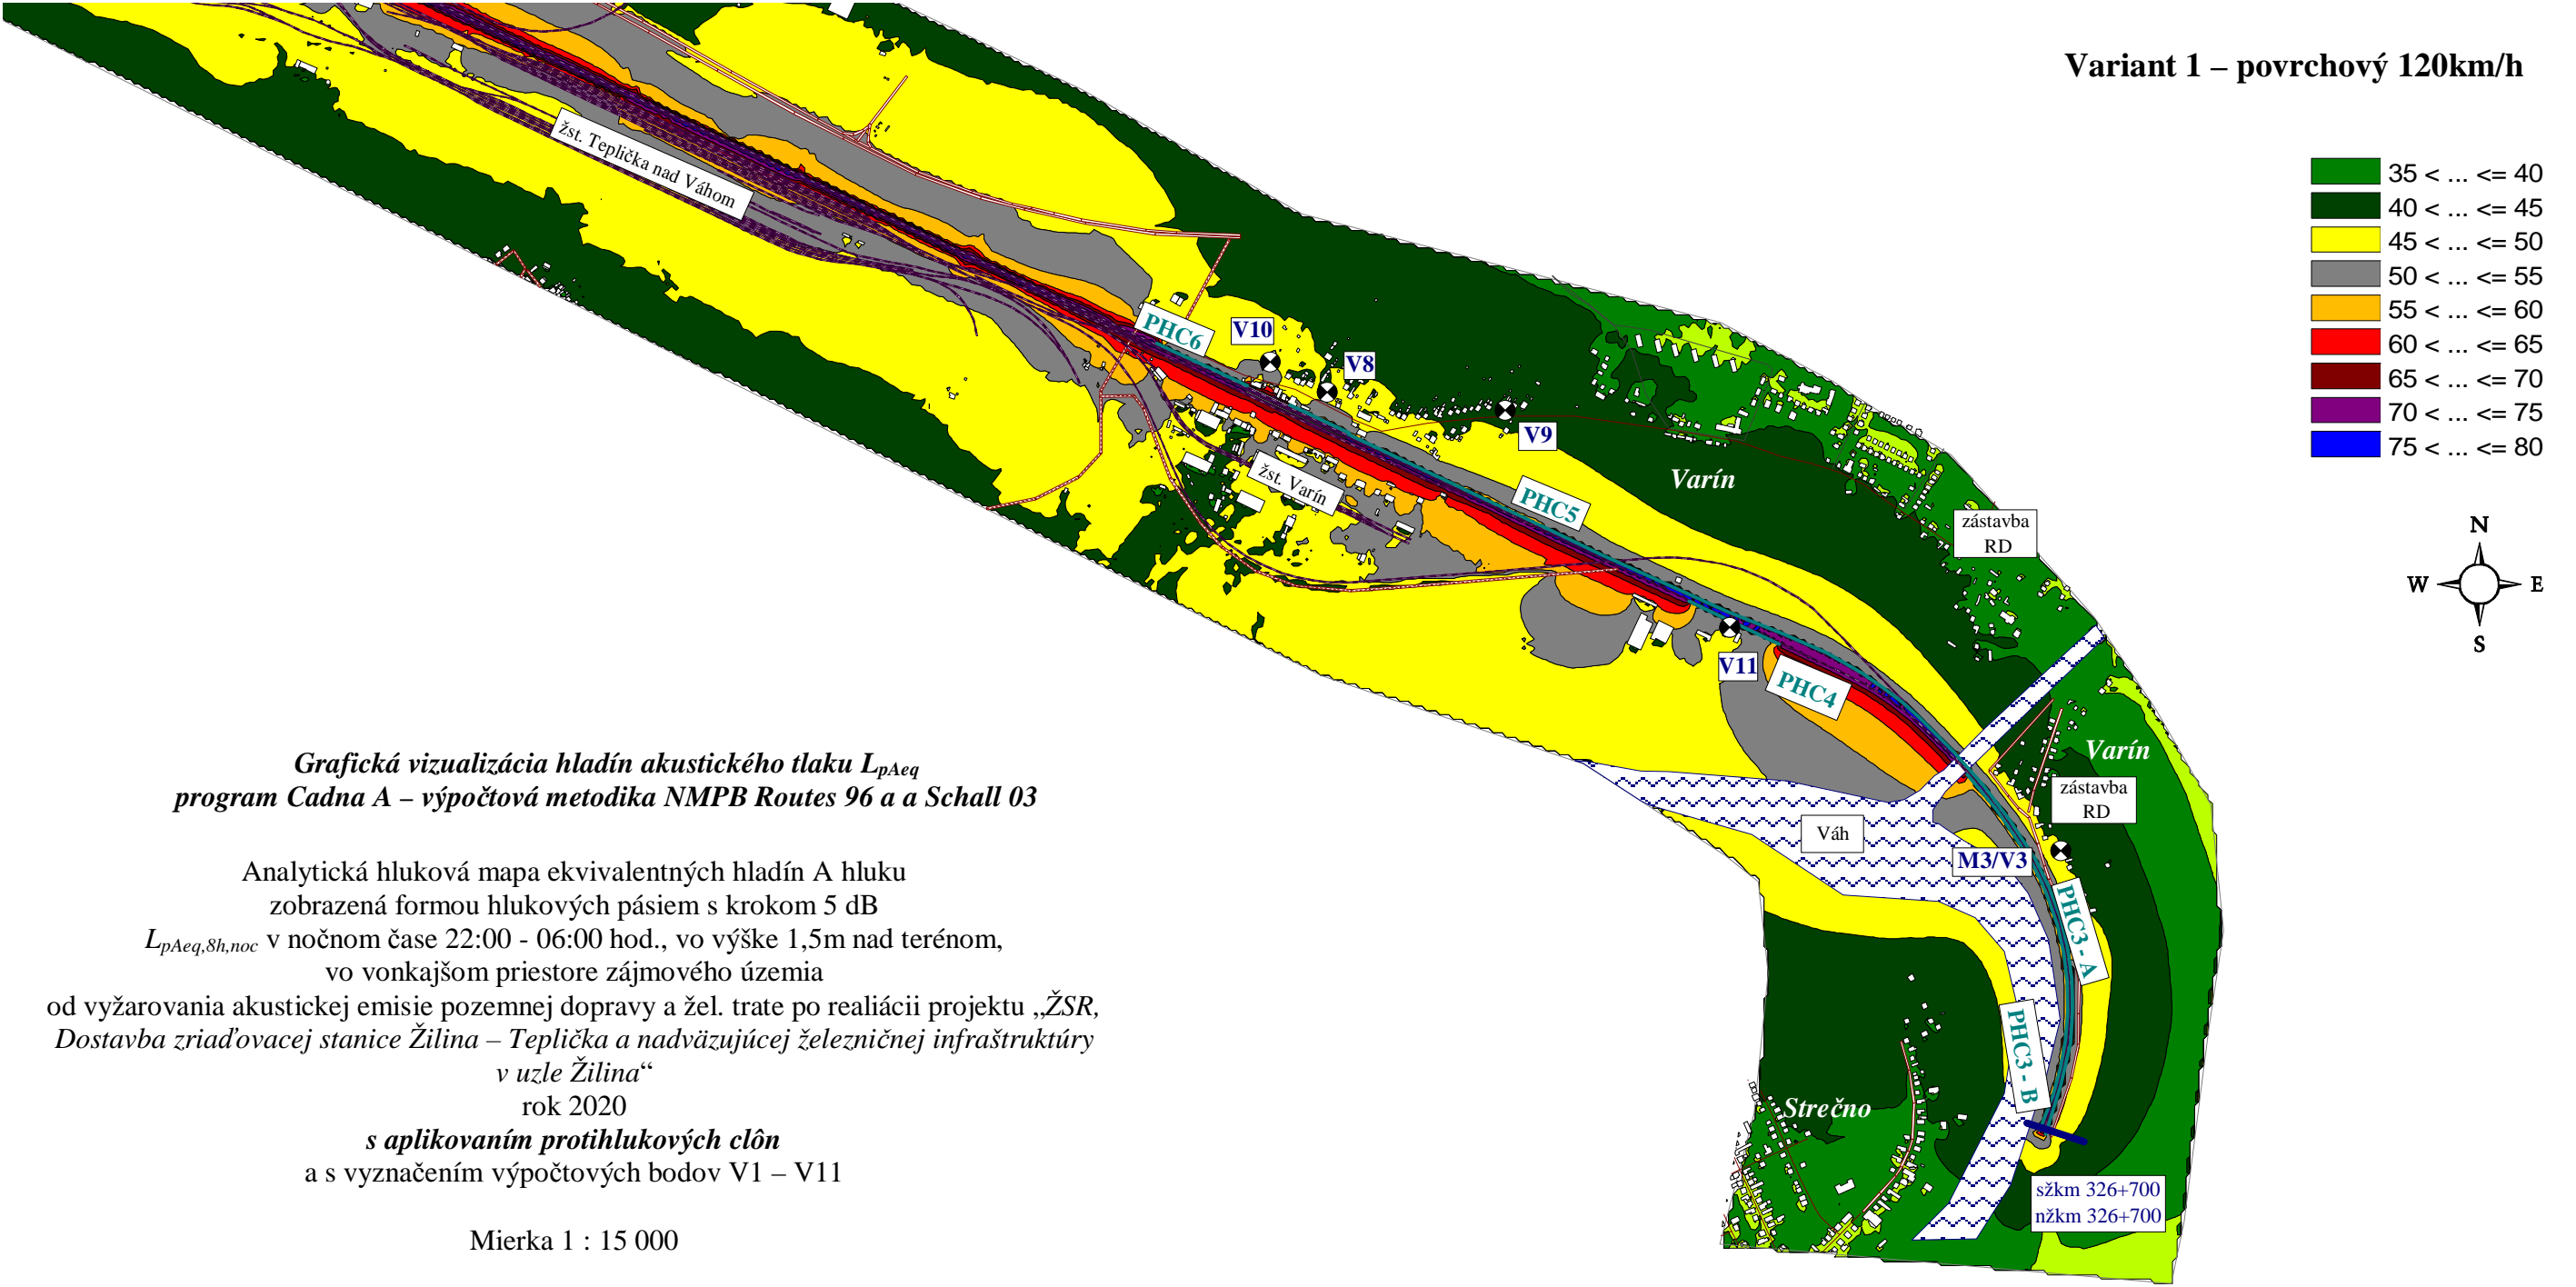 Variant 1 – povrchový 120km/h
35 < ... <= 40
40 < ... <= 45
45 < ... <= 50
50 < ... <= 55
55 < ... <= 60
60 < ... <= 65
65 < ... <= 70
70 < ... <= 75
75 < ... <= 80
N
W
E
S
žst. Teplička nad Váhom
PHC6
V10
V8
V9
žst. Varín
PHC5
Varín
zástavba
RD
V11
PHC4
Varín
zástavba
RD
Váh
M3/V3
PHC3 - A
PHC3 - B
Strečno
sžkm 326+700
nžkm 326+700
Grafická vizualizácia hladín akustického tlaku LpAeq
program Cadna A – výpočtová metodika NMPB Routes 96 a a Schall 03
Analytická hluková mapa ekvivalentných hladín A hluku
zobrazená formou hlukových pásiem s krokom 5 dB
LpAeq,8h,noc v nočnom čase 22:00 - 06:00 hod., vo výške 1,5m nad terénom,
vo vonkajšom priestore zájmového územia
od vyžarovania akustickej emisie pozemnej dopravy a žel. trate po realiácii projektu „ŽSR,
Dostavba zriaďovacej stanice Žilina – Teplička a nadväzujúcej železničnej infraštruktúry
v uzle Žilina“
rok 2020
s aplikovaním protihlukových clôn
a s vyznačením výpočtových bodov V1 – V11
Mierka 1 : 15 000